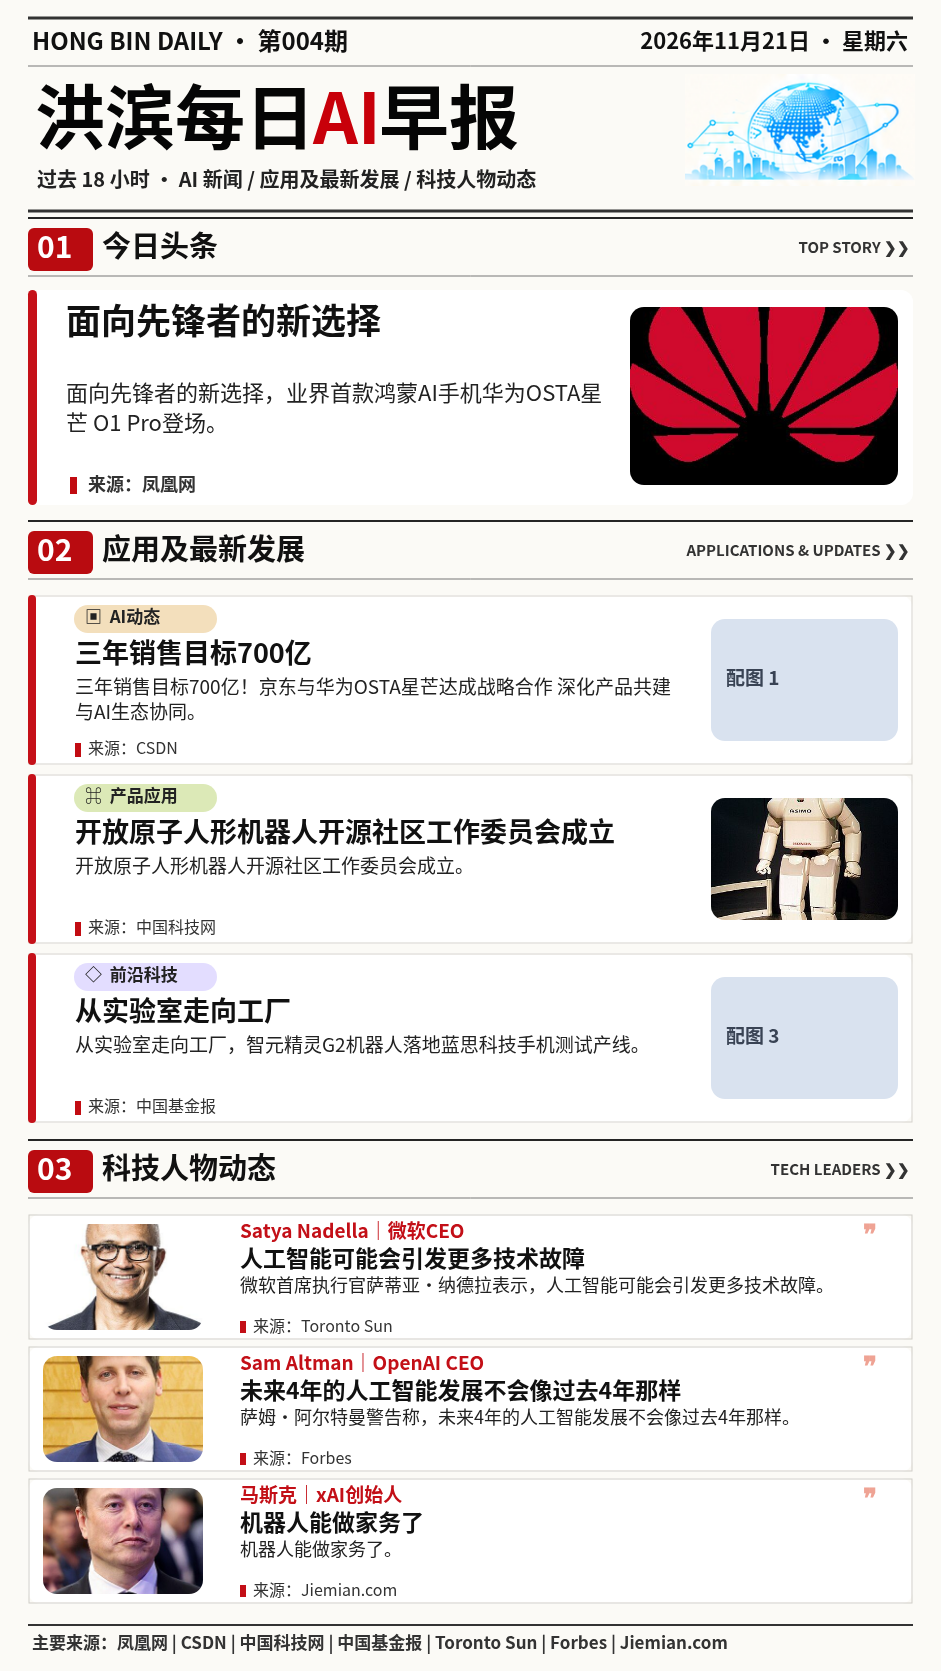 HONG BIN DAILY • 第004期
2026年11月21日 • 星期六
洪滨每日AI早报
过去 18 小时 • AI 新闻 / 应用及最新发展 / 科技人物动态
01 今日头条
TOP STORY ❯❯
面向先锋者的新选择
面向先锋者的新选择，业界首款鸿蒙AI手机华为OSTA星
芒 O1 Pro登场。
来源：凤凰网
02 应用及最新发展
APPLICATIONS & UPDATES ❯❯
▣ AI动态
三年销售目标700亿
三年销售目标700亿！京东与华为OSTA星芒达成战略合作 深化产品共建
与AI生态协同。
来源：CSDN
配图 1
⌘ 产品应用
开放原子人形机器人开源社区工作委员会成立
开放原子人形机器人开源社区工作委员会成立。
来源：中国科技网
ASIMO
◇ 前沿科技
从实验室走向工厂
从实验室走向工厂，智元精灵G2机器人落地蓝思科技手机测试产线。
来源：中国基金报
配图 3
03 科技人物动态
TECH LEADERS ❯❯
Satya Nadella｜微软CEO
人工智能可能会引发更多技术故障
微软首席执行官萨蒂亚·纳德拉表示，人工智能可能会引发更多技术故障。
来源：Toronto Sun
Sam Altman｜OpenAI CEO
未来4年的人工智能发展不会像过去4年那样
萨姆·阿尔特曼警告称，未来4年的人工智能发展不会像过去4年那样。
来源：Forbes
马斯克｜xAI创始人
机器人能做家务了
机器人能做家务了。
来源：Jiemian.com
主要来源：凤凰网 | CSDN | 中国科技网 | 中国基金报 | Toronto Sun | Forbes | Jiemian.com